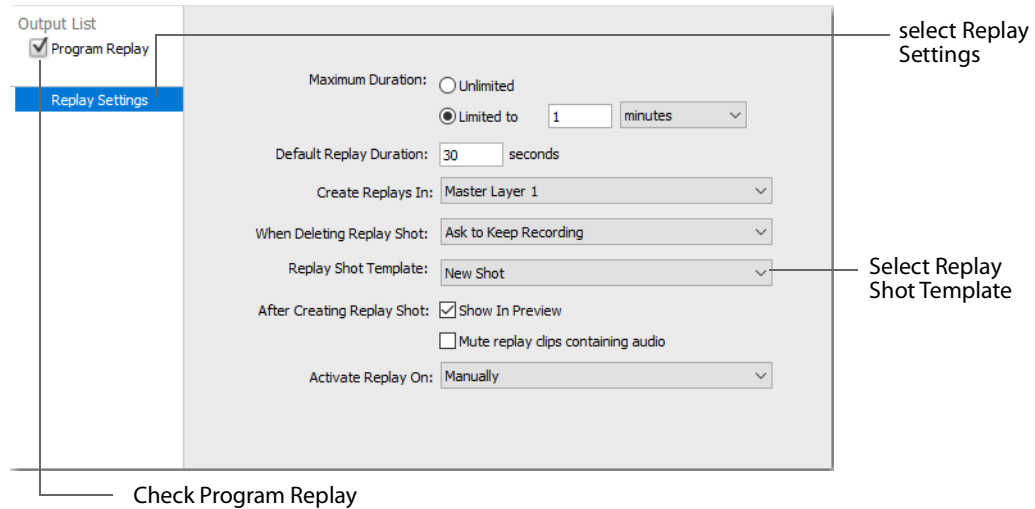 Output List
Program Replay
select Replay
Settings
Replay Settings
Maximum Duration:
Unlimited
Limited to 1 minutes
Default Replay Duration: 30 seconds
Create Replays In: Master Layer 1
When Deleting Replay Shot: Ask to Keep Recording
Replay Shot Template: New Shot
Select Replay
Shot Template
After Creating Replay Shot: Show In Preview
Mute replay clips containing audio
Activate Replay On: Manually
Check Program Replay